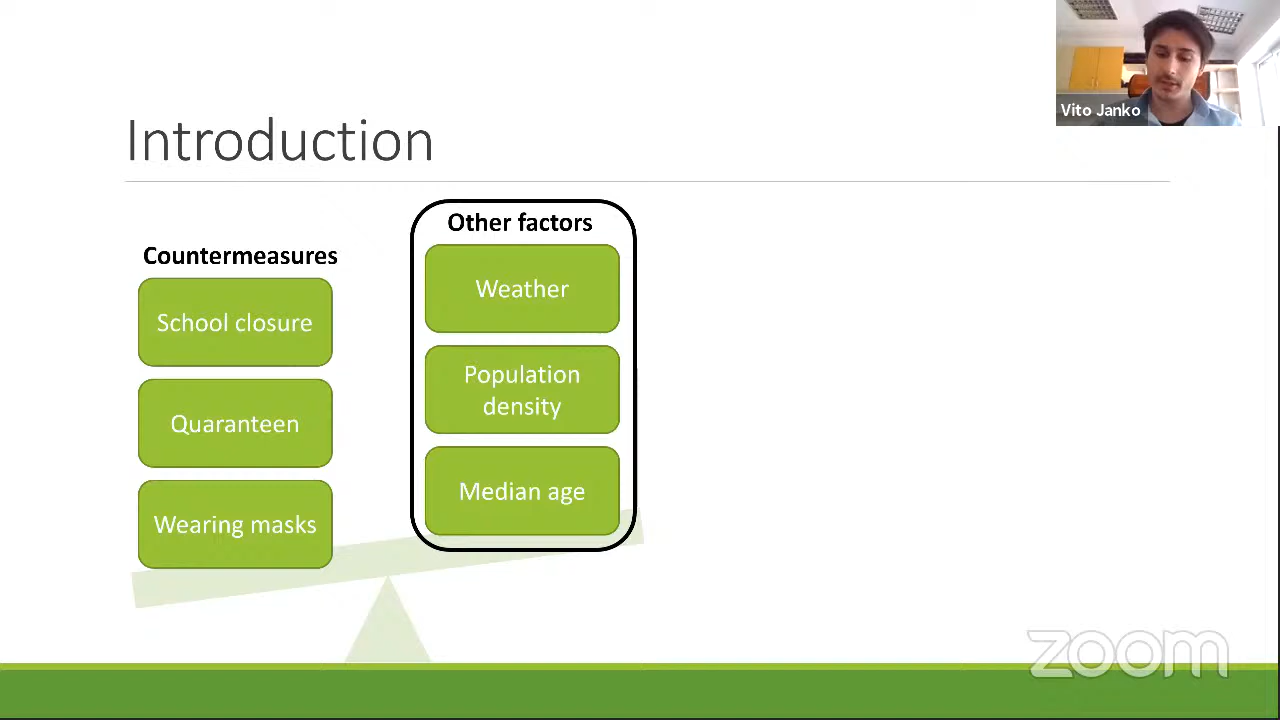 Vito Janko
Introduction
Countermeasures
School closure
Quaranteen
Wearing masks
Other factors
Weather
Population
density
Median age
zoom